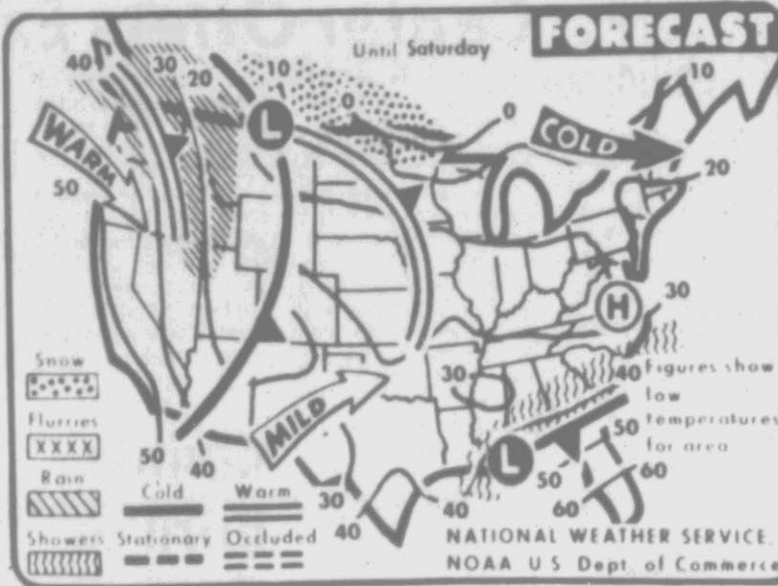 FORECAST
Until Saturday
40
30
20
10
0
0
10
WARM
L
COLD
50
20
H
30
Snow
30
40
Figures show
low
temperatures
for area
Flurries
XXXX
MILD
50
L
50
40
50
60
60
Rain
Cold
Warm
30
40
40
Showers
Stationary
Occluded
NATIONAL WEATHER SERVICE,
NOAA U S Dept. of Commerce